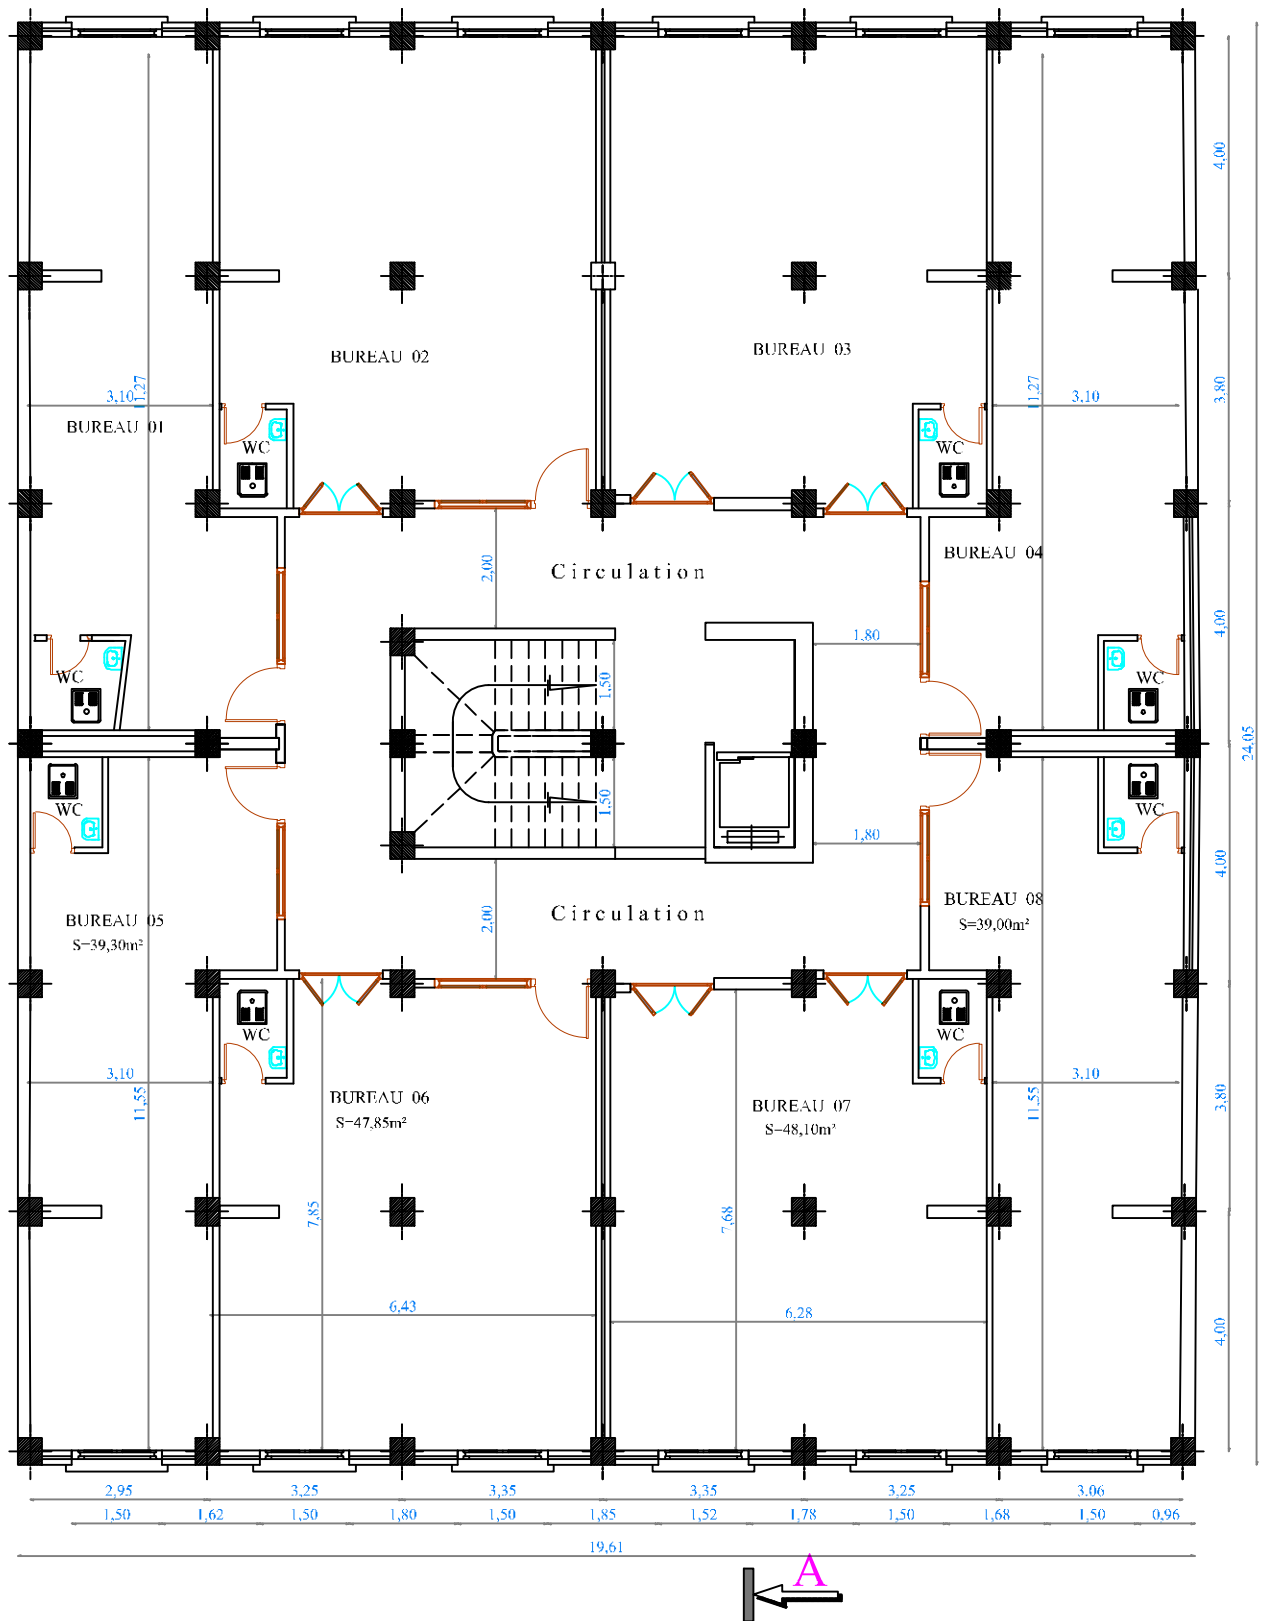 4,00
BUREAU 03
BUREAU 02
11,27
11,27
3,80
3,10
3,10
BUREAU 01
WC
WC
BUREAU 04
2,00
Circulation
4,00
1,80
WC
1,50
WC
24,05
1,50
WC
WC
1,80
4,00
BUREAU 05
S=39,30m²
2,00
Circulation
BUREAU 08
S=39,00m²
WC
WC
3,10
3,10
11,55
11,55
3,80
BUREAU 06
S=47,85m²
BUREAU 07
S=48,10m²
7,85
7,68
6,43
6,28
4,00
2,95 3,25 3,35 3,35 3,25 3,06
1,50 1,62 1,50 1,80 1,50 1,85 1,52 1,78 1,50 1,68 1,50 0,96
19,61
A